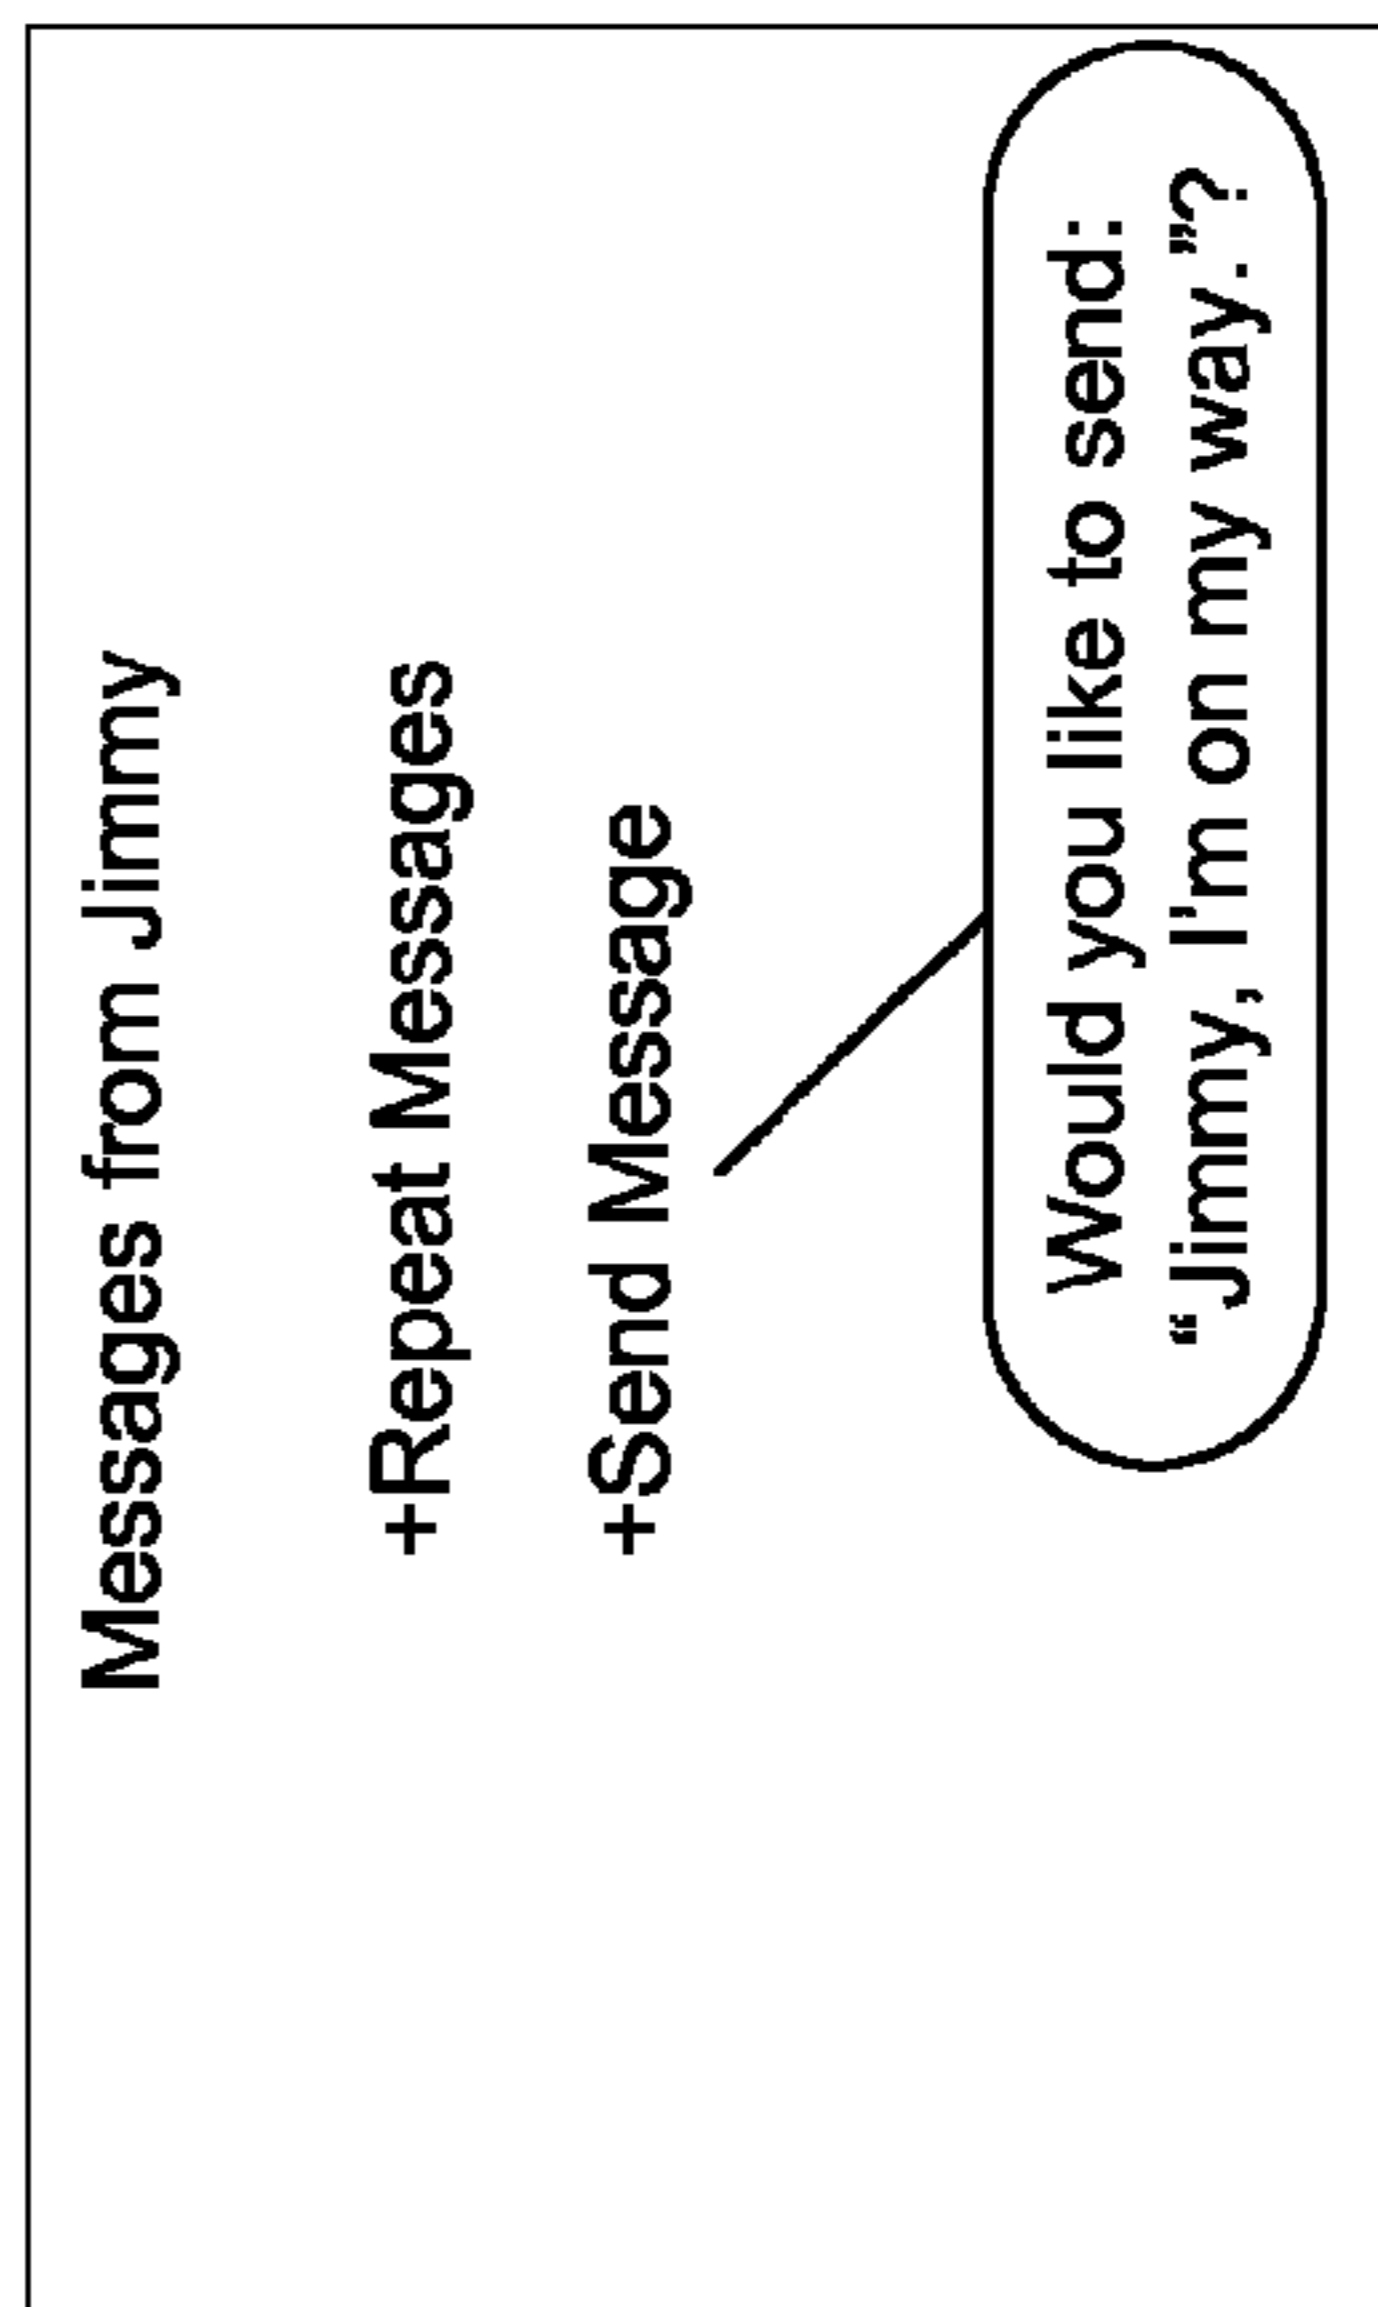 Messages from Jimmy
+Repeat Messages
+Send Message
Would you like to send:
“Jimmy, I'm on my way.”?